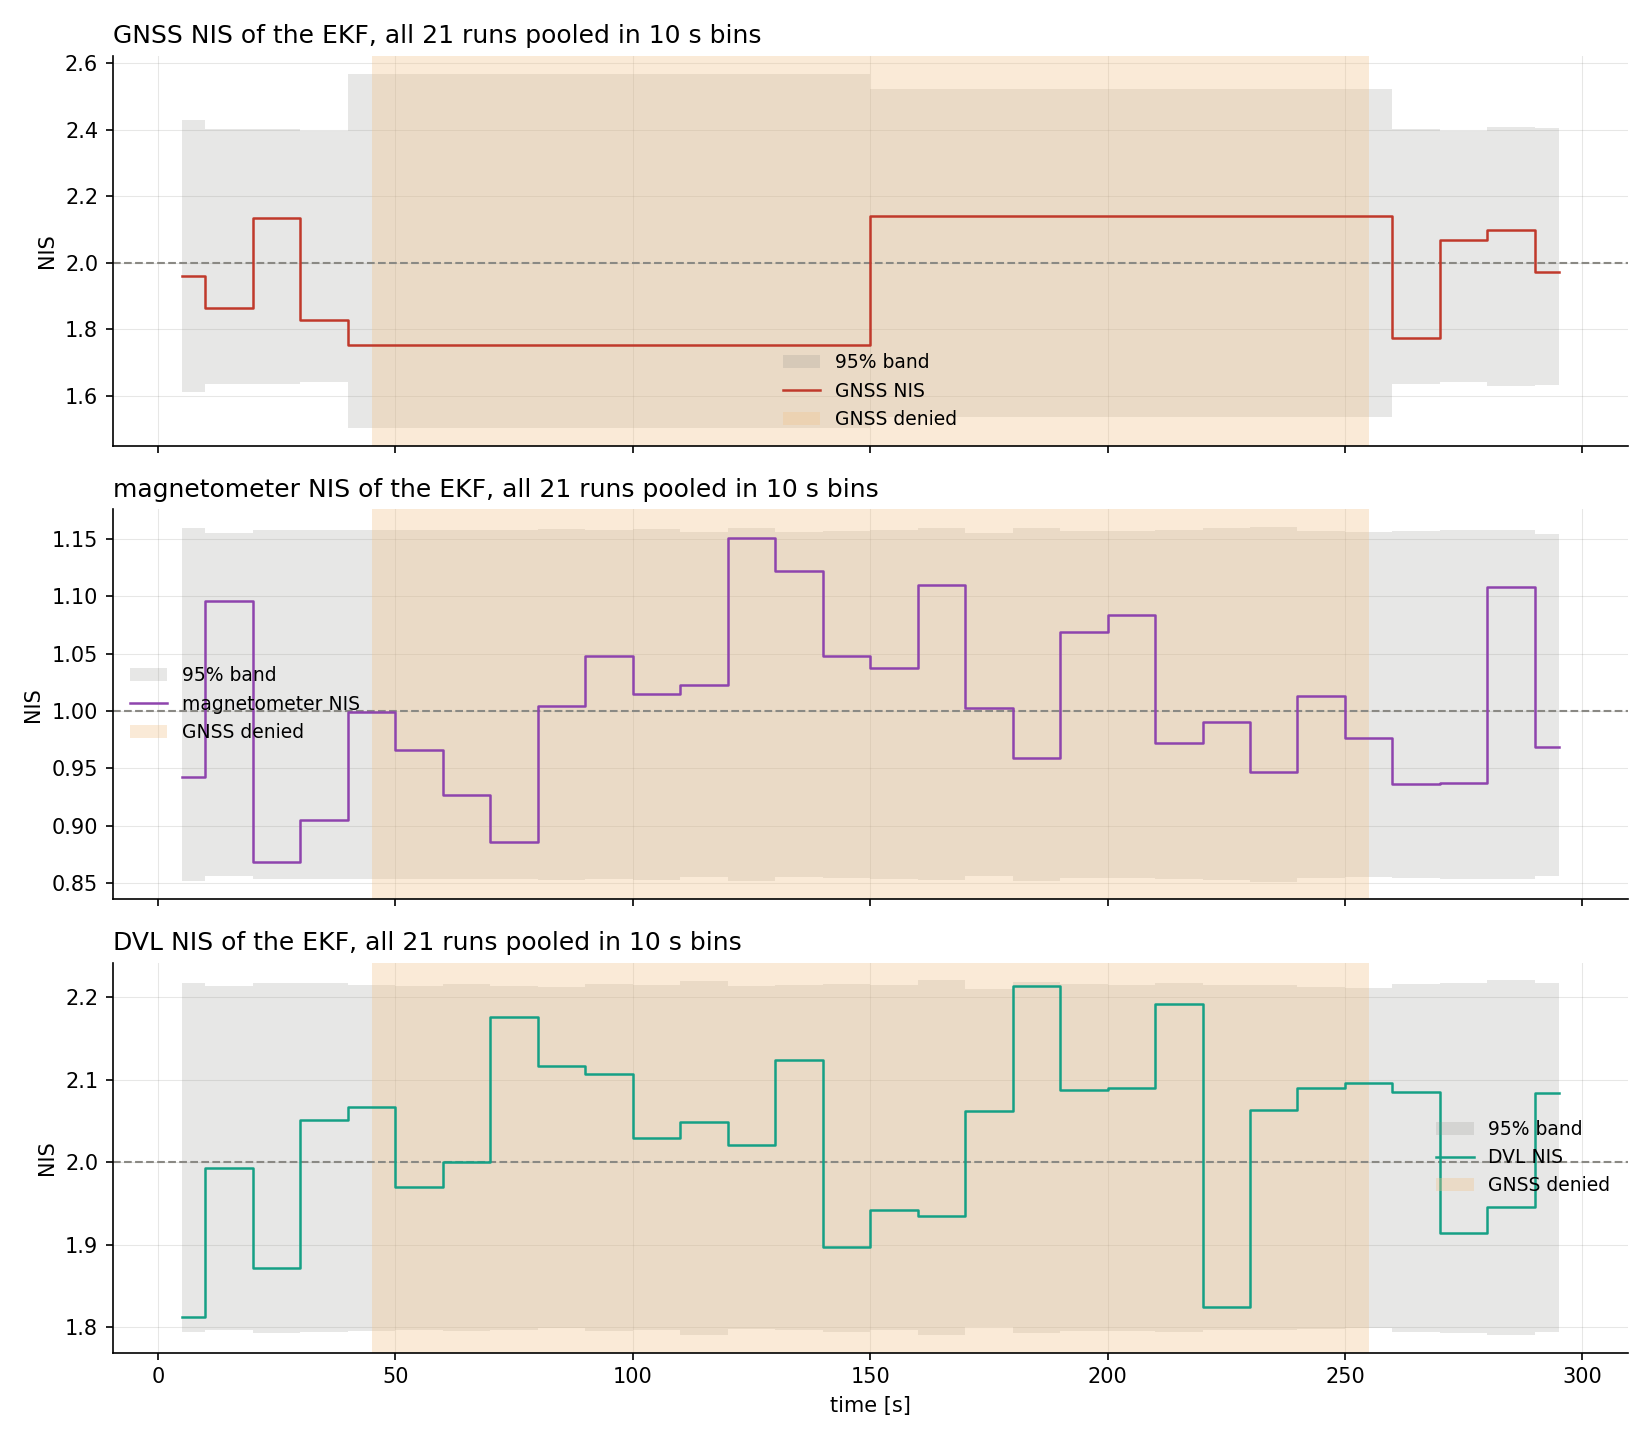 GNSS NIS of the EKF, all 21 runs pooled in 10 s bins
2.6
2.4
2.2
2.0
1.8
1.6
NIS
95% band
GNSS NIS
GNSS denied
magnetometer NIS of the EKF, all 21 runs pooled in 10 s bins
1.15
1.10
1.05
1.00
0.95
0.90
0.85
NIS
95% band
magnetometer NIS
GNSS denied
DVL NIS of the EKF, all 21 runs pooled in 10 s bins
2.2
2.1
2.0
1.9
1.8
NIS
95% band
DVL NIS
GNSS denied
0 50 100 150 200 250 300
time [s]